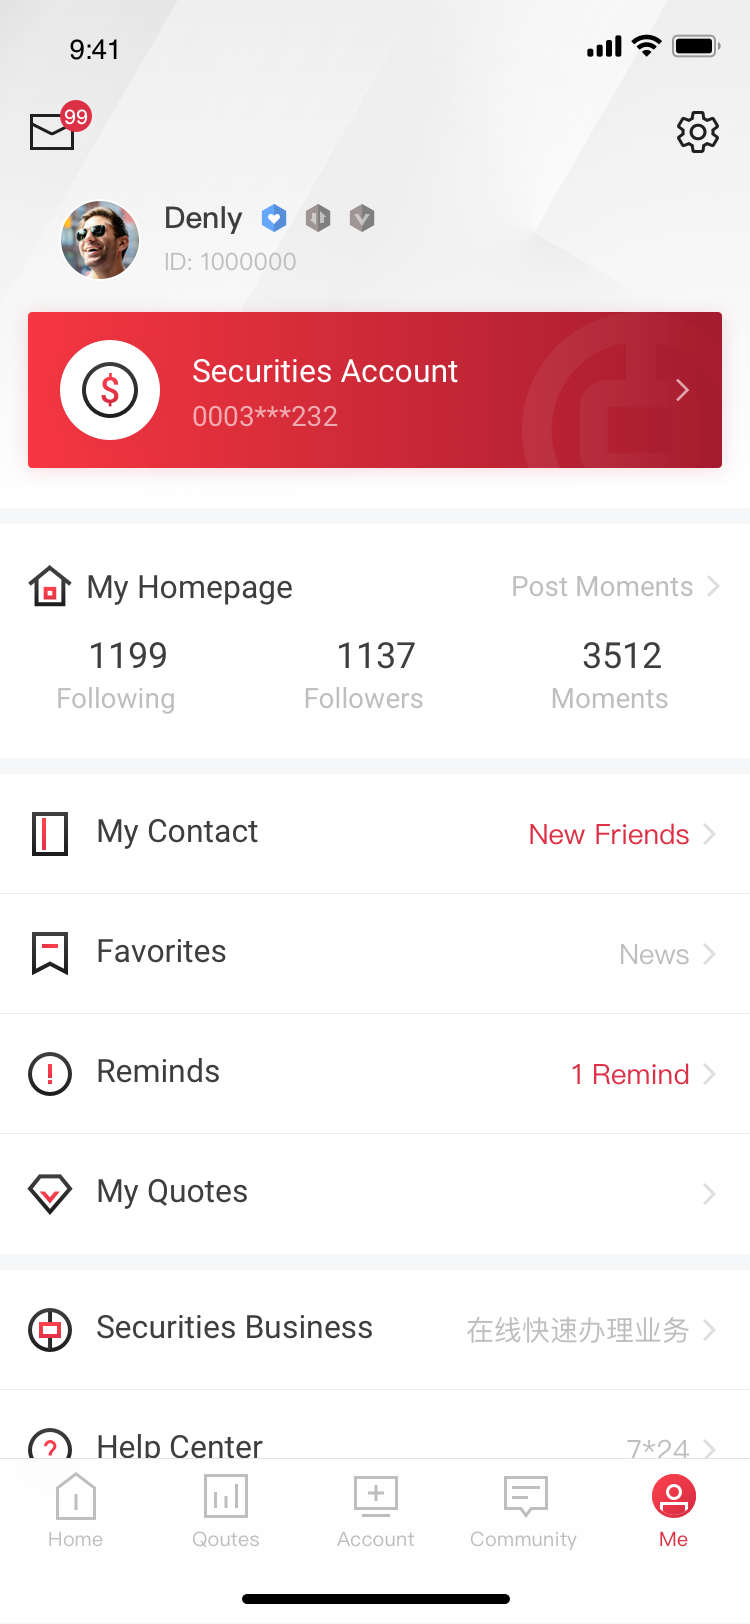 9:41
99
Denly
ID: 1000000
$
Securities Account
0003***232
My Homepage
Post Moments
1199
1137
3512
Following
Followers
Moments
My Contact
New Friends
Favorites
News
Reminds
1 Remind
My Quotes
Securities Business
在线快速办理业务
Help Center
7*24
Home
Qoutes
Account
Community
Me